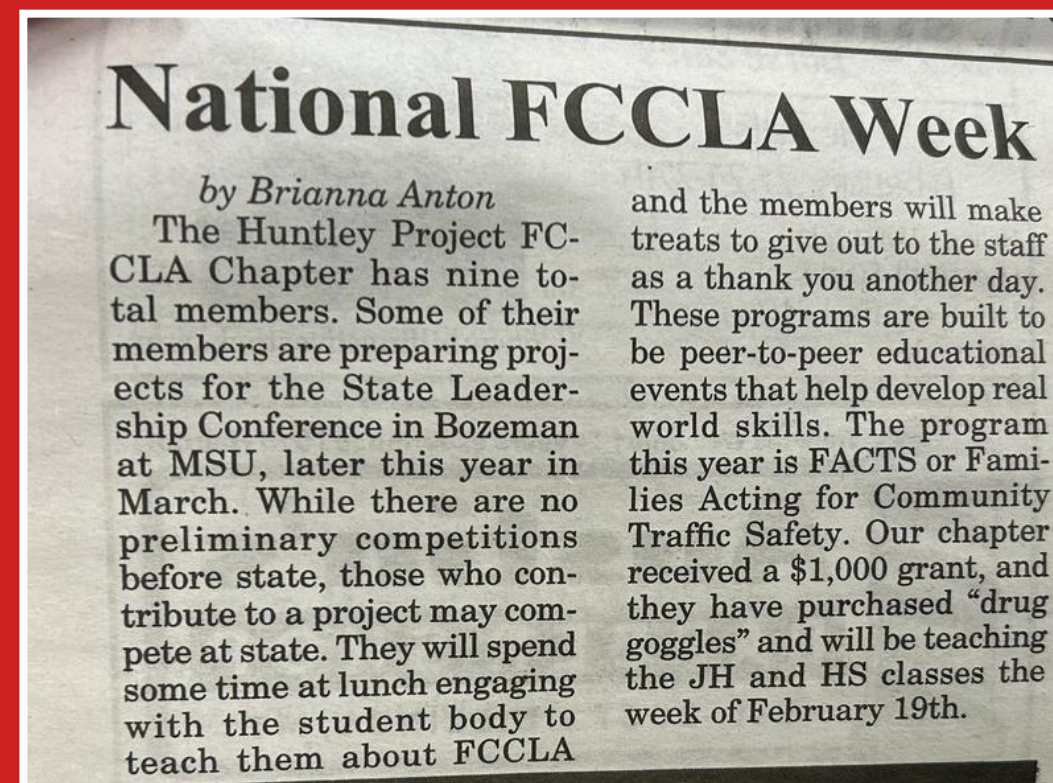 National FCCLA Week
by Brianna Anton
The Huntley Project FC-
CLA Chapter has nine to-
tal members. Some of their
members are preparing proj-
ects for the State Leader-
ship Conference in Bozeman
at MSU, later this year in
March. While there are no
preliminary competitions
before state, those who con-
tribute to a project may com-
pete at state. They will spend
some time at lunch engaging
with the student body to
teach them about FCCLA
and the members will make
treats to give out to the staff
as a thank you another day.
These programs are built to
be peer-to-peer educational
events that help develop real
world skills. The program
this year is FACTS or Fami-
lies Acting for Community
Traffic Safety. Our chapter
received a $1,000 grant, and
they have purchased “drug
goggles” and will be teaching
the JH and HS classes the
week of February 19th.